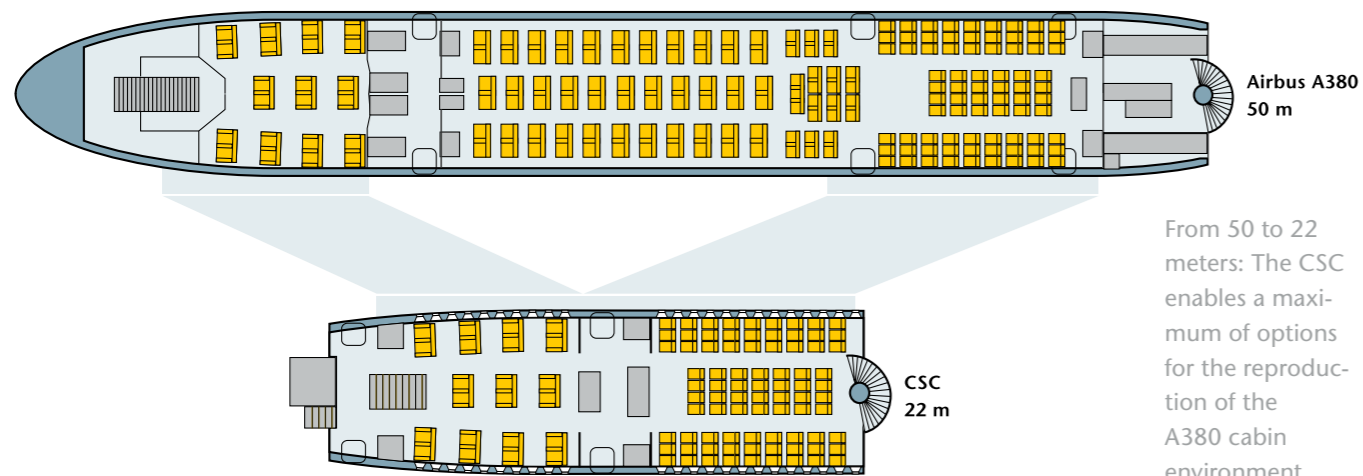 Airbus A380
50 m
From 50 to 22
meters: The CSC
enables a maxi-
mum of options
for the reproduc-
tion of the
A380 cabin
environment
CSC
22 m